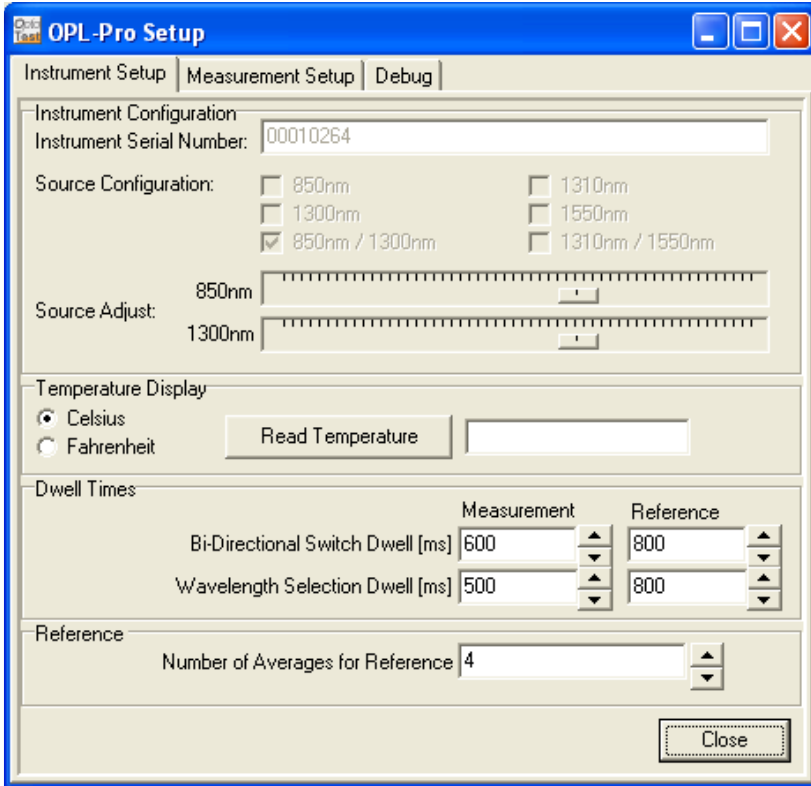 Opto
Test
OPL-Pro Setup
Instrument Setup
Measurement Setup
Debug
Instrument Configuration
Instrument Serial Number: 00010264
Source Configuration:
850nm
1310nm
1300nm
1550nm
850nm / 1300nm
1310nm / 1550nm
Source Adjust:
850nm
1300nm
Temperature Display
Celsius
Fahrenheit
Read Temperature
Dwell Times
Measurement
Reference
Bi-Directional Switch Dwell [ms] 600 800
Wavelength Selection Dwell [ms] 500 800
Reference
Number of Averages for Reference 4
Close